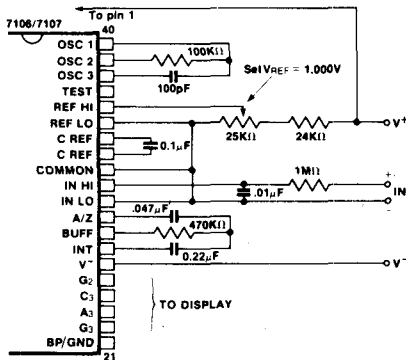 To pin 1
7106/7107
40
OSC 1
100KΩ
OSC 2
OSC 3
100pF
Set VREF = 1.000V
TEST
REF HI
REF LO
V+
25KΩ
24KΩ
C REF
0.1µF
C REF
COMMON
1MΩ
IN HI
+
.01µF
IN
IN LO
−
.047µF
A/Z
BUFF
470KΩ
INT
0.22µF
V−
V−
G2
C3
TO DISPLAY
A3
G3
BP/GND
21